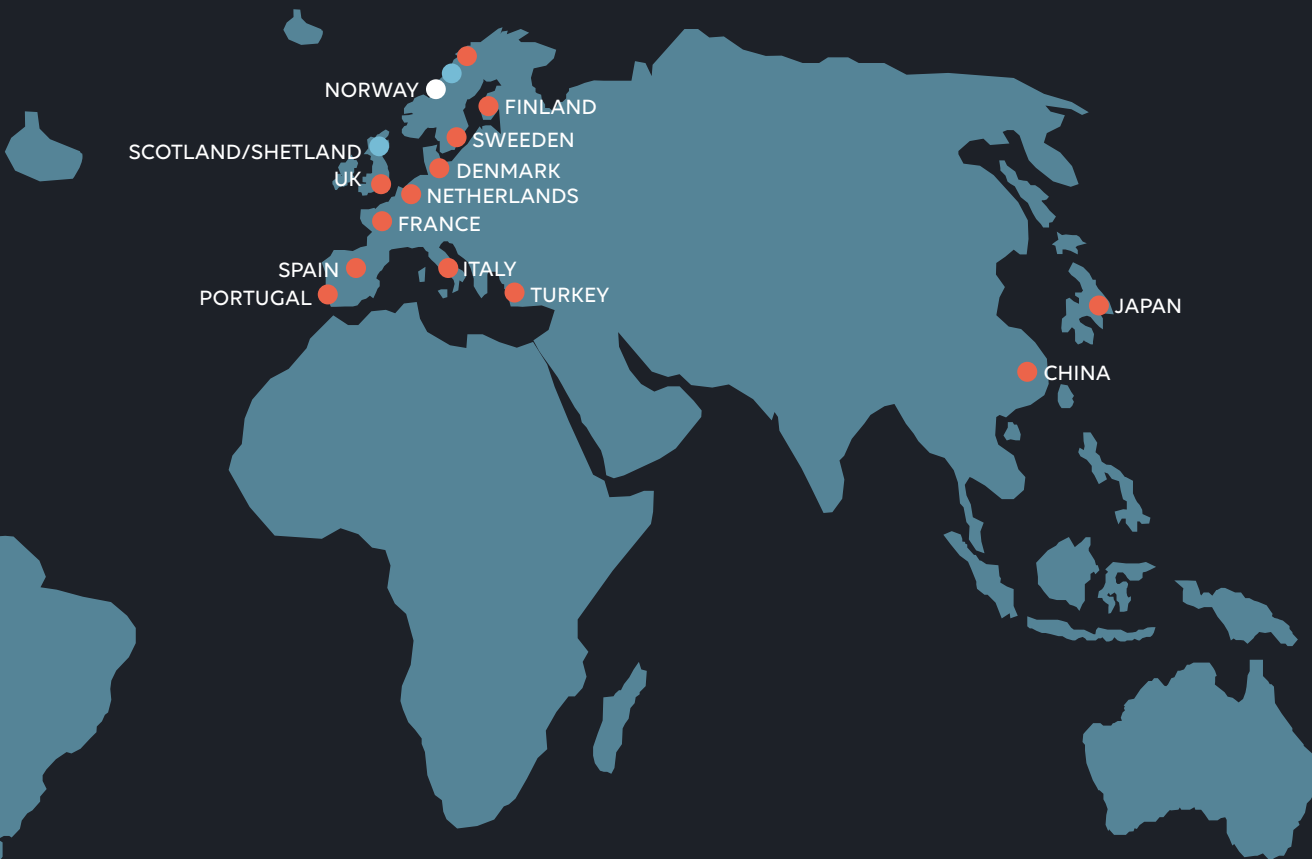 NORWAY
FINLAND
SWEEDEN
SCOTLAND/SHETLAND
DENMARK
UK
NETHERLANDS
FRANCE
SPAIN
ITALY
PORTUGAL
TURKEY
JAPAN
CHINA